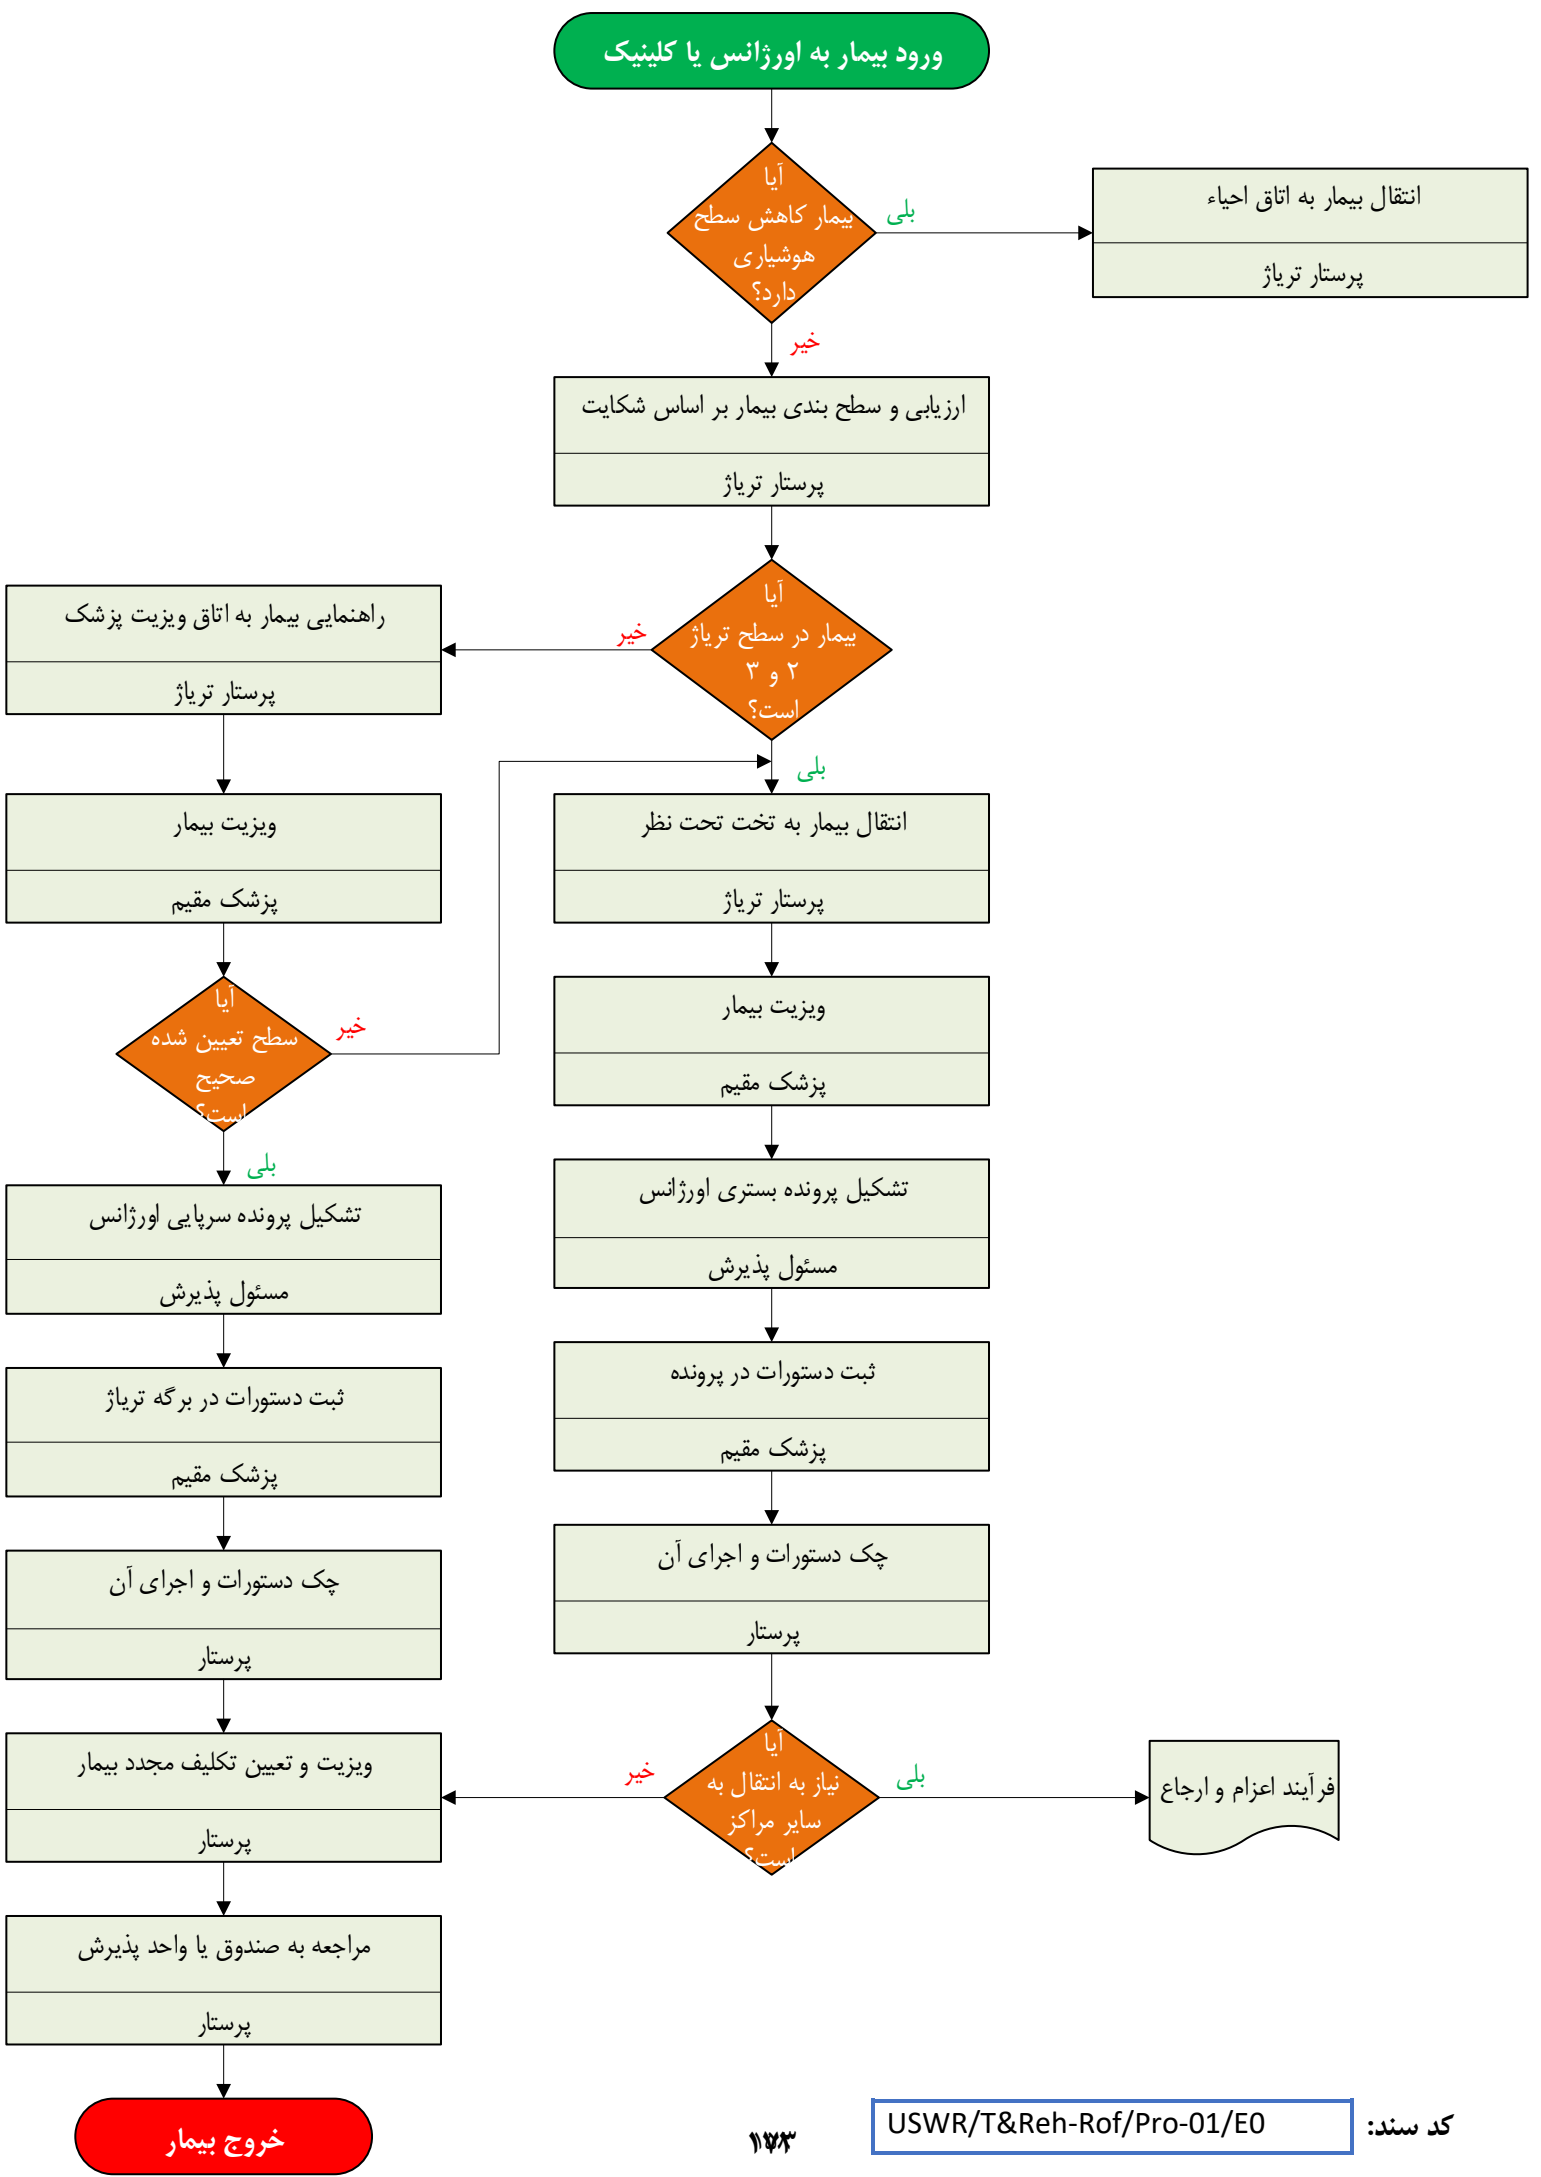 ورود بیمار به اورژانس یا کلینیک
آیا
بیمار کاهش سطح
هوشیاری
دارد؟
بلی
انتقال بیمار به اتاق احیاء
پرستار تریاژ
خیر
ارزیابی و سطح بندی بیمار بر اساس شکایت
پرستار تریاژ
آیا
بیمار در سطح تریاژ
۲ و ۳
است؟
خیر
راهنمایی بیمار به اتاق ویزیت پزشک
پرستار تریاژ
بلی
انتقال بیمار به تخت تحت نظر
پرستار تریاژ
ویزیت بیمار
پزشک مقیم
ویزیت بیمار
پزشک مقیم
آیا
سطح تعیین شده
صحیح
است؟
خیر
بلی
تشکیل پرونده بستری اورژانس
مسئول پذیرش
تشکیل پرونده سرپایی اورژانس
مسئول پذیرش
ثبت دستورات در پرونده
پزشک مقیم
ثبت دستورات در برگه تریاژ
پزشک مقیم
چک دستورات و اجرای آن
پرستار
چک دستورات و اجرای آن
پرستار
آیا
نیاز به انتقال به
سایر مراکز
است؟
بلی
فرآیند اعزام و ارجاع
خیر
ویزیت و تعیین تکلیف مجدد بیمار
پرستار
مراجعه به صندوق یا واحد پذیرش
پرستار
خروج بیمار
کد سند:
USWR/T&Reh-Rof/Pro-01/E0